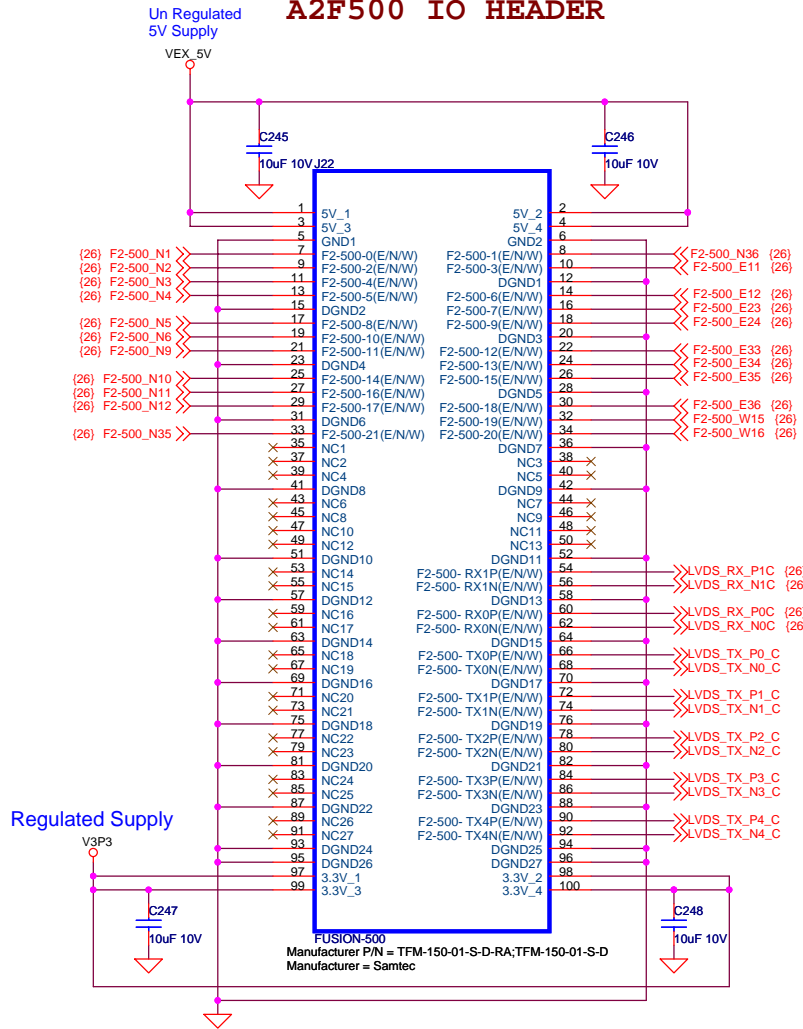 A2F500 IO HEADER
Un Regulated
5V Supply
VEX_5V
C245
10uF 10V
C246
10uF 10V
J22
1 5V_1 5V_2 2
3 5V_3 5V_4 4
5 GND1 GND2 6
{26} F2-500_N1 7 F2-500-0(E/N/W) F2-500-1(E/N/W) 8 F2-500_N36 {26}
{26} F2-500_N2 9 F2-500-2(E/N/W) F2-500-3(E/N/W) 10 F2-500_E11 {26}
{26} F2-500_N3 11 F2-500-4(E/N/W) DGND1 12
{26} F2-500_N4 13 F2-500-5(E/N/W) F2-500-6(E/N/W) 14 F2-500_E12 {26}
15 DGND2 F2-500-7(E/N/W) 16 F2-500_E23 {26}
{26} F2-500_N5 17 F2-500-8(E/N/W) F2-500-9(E/N/W) 18 F2-500_E24 {26}
{26} F2-500_N6 19 F2-500-10(E/N/W) DGND3 20
{26} F2-500_N9 21 F2-500-11(E/N/W) F2-500-12(E/N/W) 22 F2-500_E33 {26}
23 DGND4 F2-500-13(E/N/W) 24 F2-500_E34 {26}
{26} F2-500_N10 25 F2-500-14(E/N/W) F2-500-15(E/N/W) 26 F2-500_E35 {26}
{26} F2-500_N11 27 F2-500-16(E/N/W) DGND5 28
{26} F2-500_N12 29 F2-500-17(E/N/W) F2-500-18(E/N/W) 30 F2-500_E36 {26}
31 DGND6 F2-500-19(E/N/W) 32 F2-500_W15 {26}
{26} F2-500_N35 33 F2-500-21(E/N/W) F2-500-20(E/N/W) 34 F2-500_W16 {26}
35 NC1 DGND7 36
37 NC2 NC3 38
39 NC4 NC5 40
41 DGND8 DGND9 42
43 NC6 NC7 44
45 NC8 NC9 46
47 NC10 NC11 48
49 NC12 NC13 50
51 DGND10 DGND11 52
53 NC14 F2-500- RX1P(E/N/W) 54 LVDS_RX_P1C {26}
55 NC15 F2-500- RX1N(E/N/W) 56 LVDS_RX_N1C {26
57 DGND12 DGND13 58
59 NC16 F2-500- RX0P(E/N/W) 60 LVDS_RX_P0C {26}
61 NC17 F2-500- RX0N(E/N/W) 62 LVDS_RX_N0C {26
63 DGND14 DGND15 64
65 NC18 F2-500- TX0P(E/N/W) 66 LVDS_TX_P0_C
67 NC19 F2-500- TX0N(E/N/W) 68 LVDS_TX_N0_C
69 DGND16 DGND17 70
71 NC20 F2-500- TX1P(E/N/W) 72 LVDS_TX_P1_C
73 NC21 F2-500- TX1N(E/N/W) 74 LVDS_TX_N1_C
75 DGND18 DGND19 76
77 NC22 F2-500- TX2P(E/N/W) 78 LVDS_TX_P2_C
79 NC23 F2-500- TX2N(E/N/W) 80 LVDS_TX_N2_C
81 DGND20 DGND21 82
83 NC24 F2-500- TX3P(E/N/W) 84 LVDS_TX_P3_C
85 NC25 F2-500- TX3N(E/N/W) 86 LVDS_TX_N3_C
87 DGND22 DGND23 88
89 NC26 F2-500- TX4P(E/N/W) 90 LVDS_TX_P4_C
91 NC27 F2-500- TX4N(E/N/W) 92 LVDS_TX_N4_C
93 DGND24 DGND25 94
95 DGND26 DGND27 96
97 3.3V_1 3.3V_2 98
99 3.3V_3 3.3V_4 100
Regulated Supply
V3P3
C247
10uF 10V
C248
10uF 10V
FUSION-500
Manufacturer P/N = TFM-150-01-S-D-RA;TFM-150-01-S-D
Manufacturer = Samtec